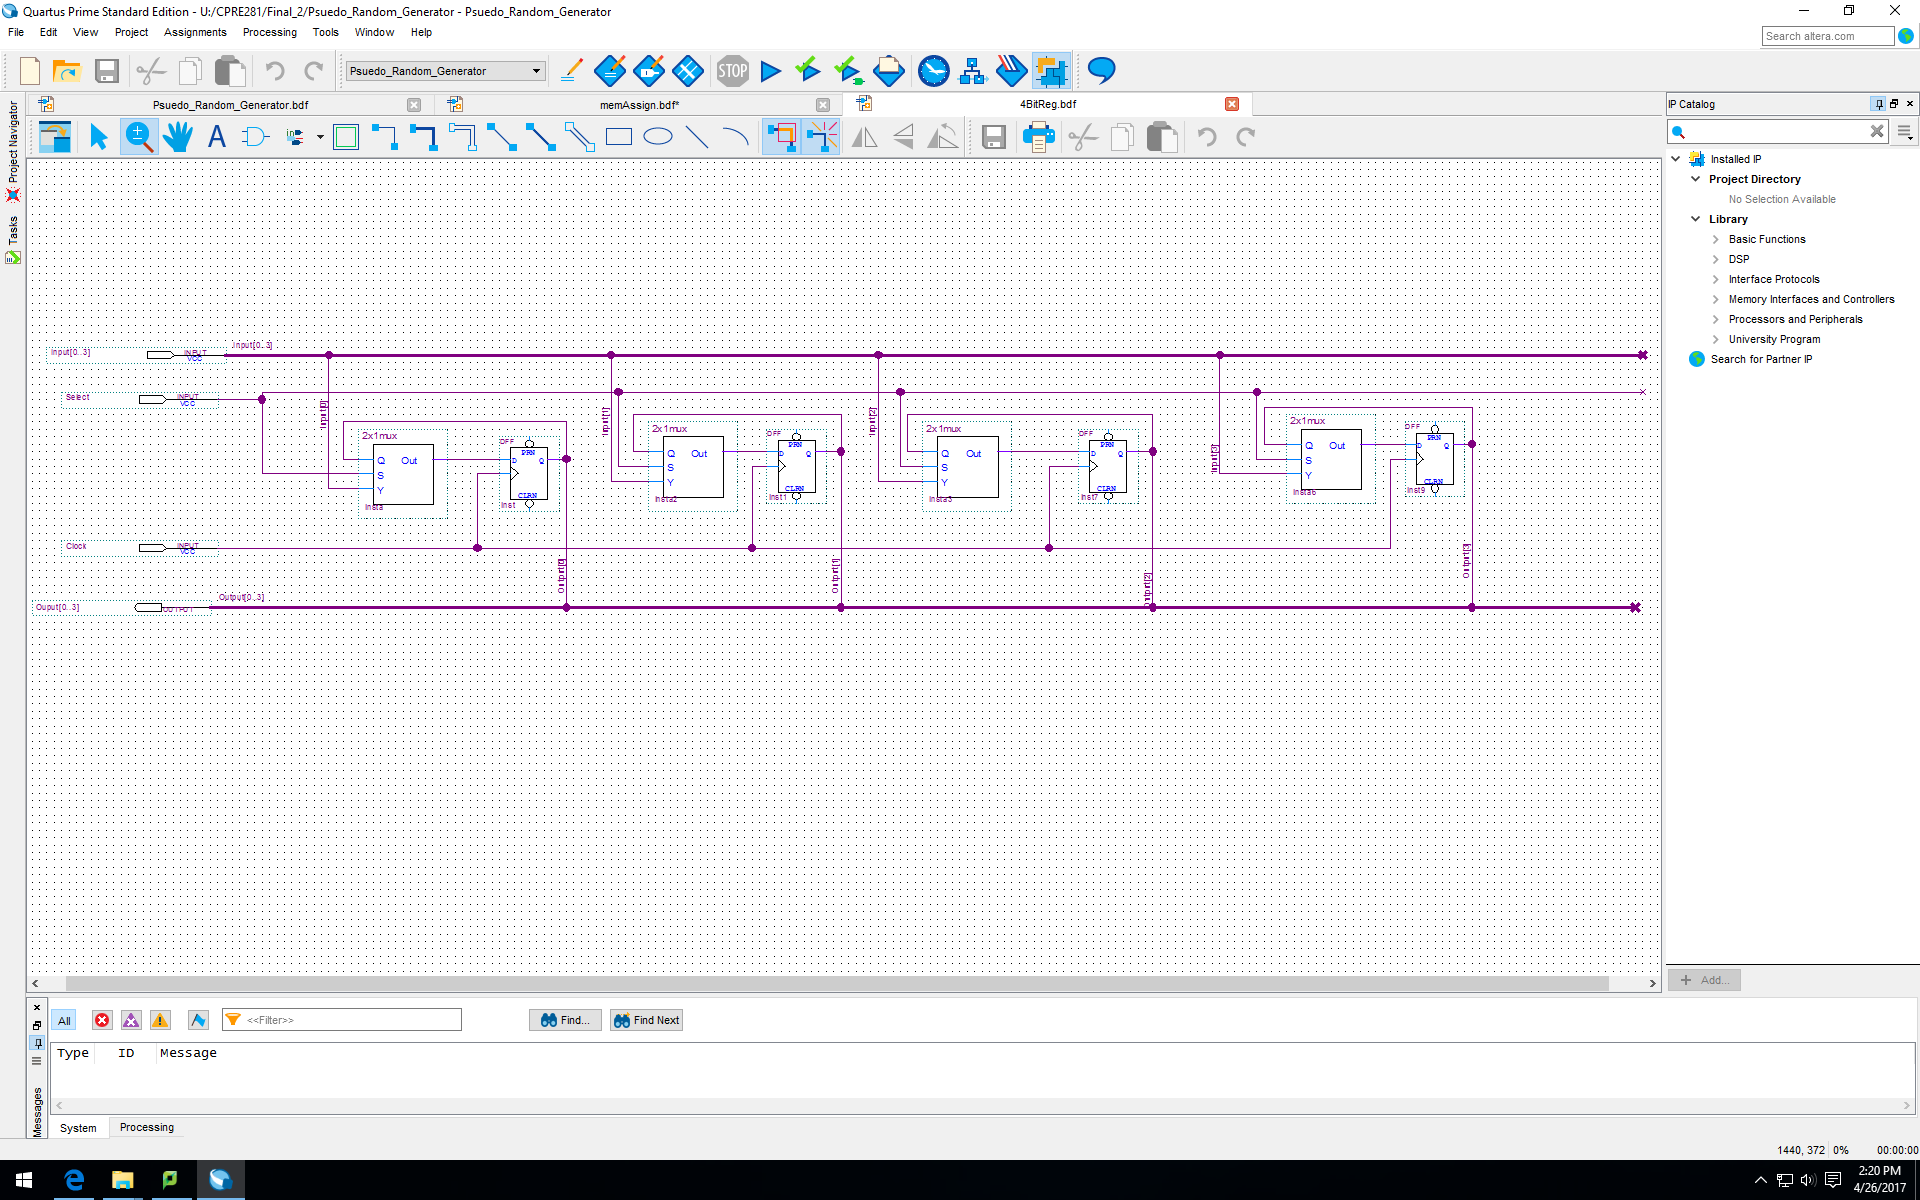 Quartus Prime Standard Edition - U:/CPRE281/Final_2/Psuedo_Random_Generator - Psuedo_Random_Generator
File Edit View Project Assignments Processing Tools Window Help
Search altera.com
Psuedo_Random_Generator
STOP
Project Navigator
Tasks
Psuedo_Random_Generator.bdf
memAssign.bdf*
4BitReg.bdf
IP Catalog
Installed IP
Project Directory
No Selection Available
Library
Basic Functions
DSP
Interface Protocols
Memory Interfaces and Controllers
Processors and Peripherals
University Program
Search for Partner IP
Add...
Input[0..3]
INPUT
VCC
Input[0..3]
Select
INPUT
VCC
Input[0]
Input[1]
Input[2]
Input[3]
2x1mux
Q
S
Y
Out
DFF
PRN
D
Q
CLRN
inst
2x1mux
Q
S
Y
Out
inst2
DFF
PRN
D
Q
CLRN
inst1
2x1mux
Q
S
Y
Out
DFF
PRN
D
Q
CLRN
inst7
2x1mux
Q
S
Y
Out
DFF
PRN
D
Q
CLRN
inst9
Clock
INPUT
VCC
Output[0]
Output[1]
Output[2]
Output[3]
Ouput[0..3]
OUTPUT
Output[0..3]
All
<<Filter>>
Find...
Find Next
Type ID Message
Messages
System
Processing
1440, 372 0% 00:00:00
2:20 PM
4/26/2017